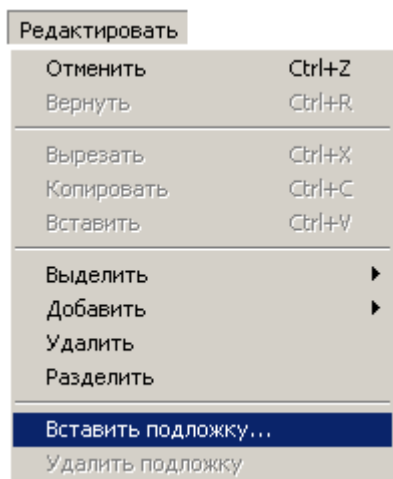 Редактировать
Отменить Ctrl+Z
Вернуть Ctrl+R
Вырезать Ctrl+X
Копировать Ctrl+C
Вставить Ctrl+V
Выделить
Добавить
Удалить
Разделить
Вставить подложку...
Удалить подложку